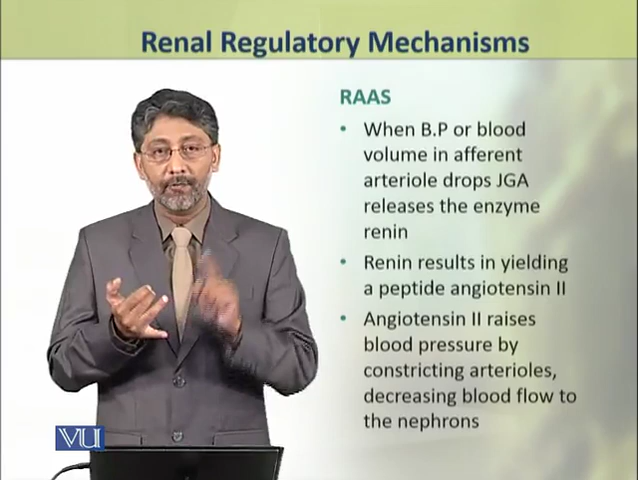 Renal Regulatory Mechanisms
RAAS
• When B.P or blood
volume in afferent
arteriole drops JGA
releases the enzyme
renin
• Renin results in yielding
a peptide angiotensin II
• Angiotensin II raises
blood pressure by
constricting arterioles,
decreasing blood flow to
the nephrons
VU